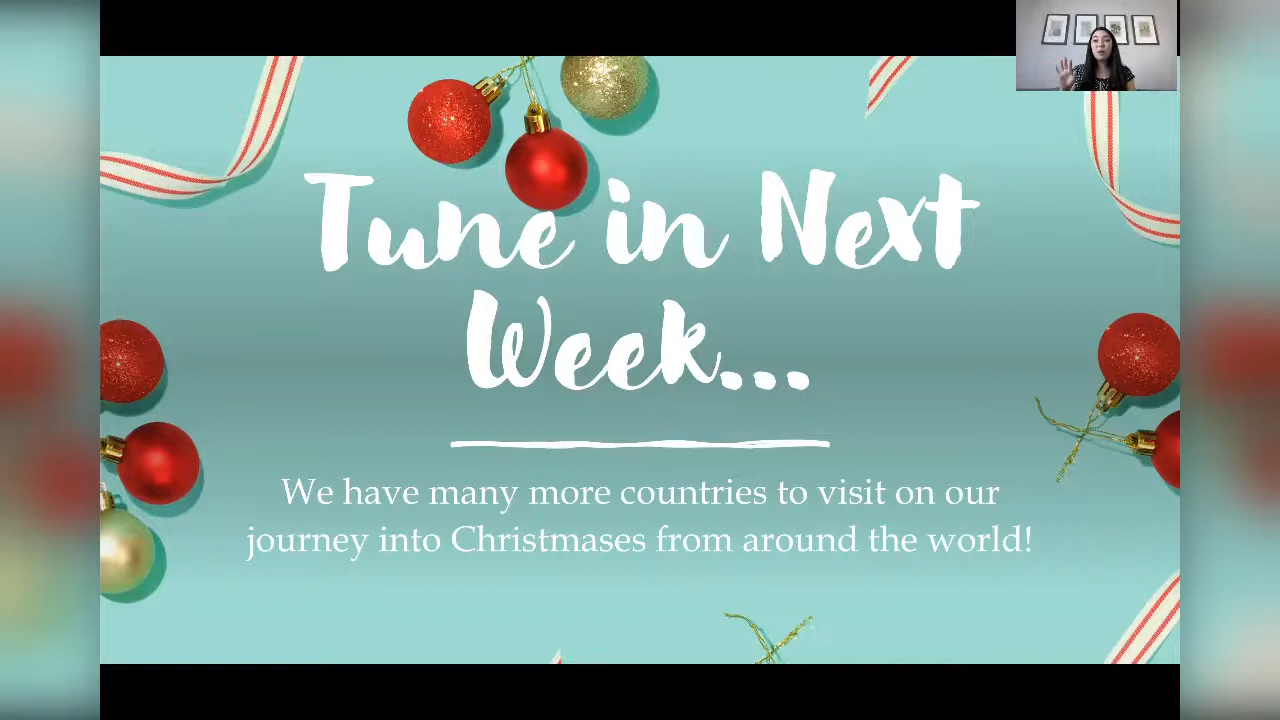 Tune in Next
Week...
We have many more countries to visit on our
journey into Christmases from around the world!